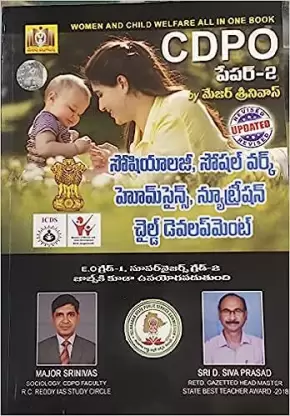 WOMEN AND CHILD WELFARE ALL IN ONE BOOK
CDPO
పేపర్-2
by మేజర్ శ్రీనివాస్
REVISED
UPDATED
REVISED
సోషియాలజీ, సోషల్ వర్క్
హోమ్‌సైన్స్, న్యూట్రీషన్
చైల్డ్ డెవలప్‌మెంట్
ICDS
E.O గ్రేడ్-1, సూపర్‌వైజర్స్ గ్రేడ్-2
జాబ్స్‌కి కూడా ఉపయోగపడుతుంది
MAJOR SRINIVAS
SOCIOLOGY, CDPO FACULTY
R.C. REDDY IAS STUDY CIRCLE
SRI D. SIVA PRASAD
RETD. GAZETTED HEAD MASTER
STATE BEST TEACHER AWARD -2018